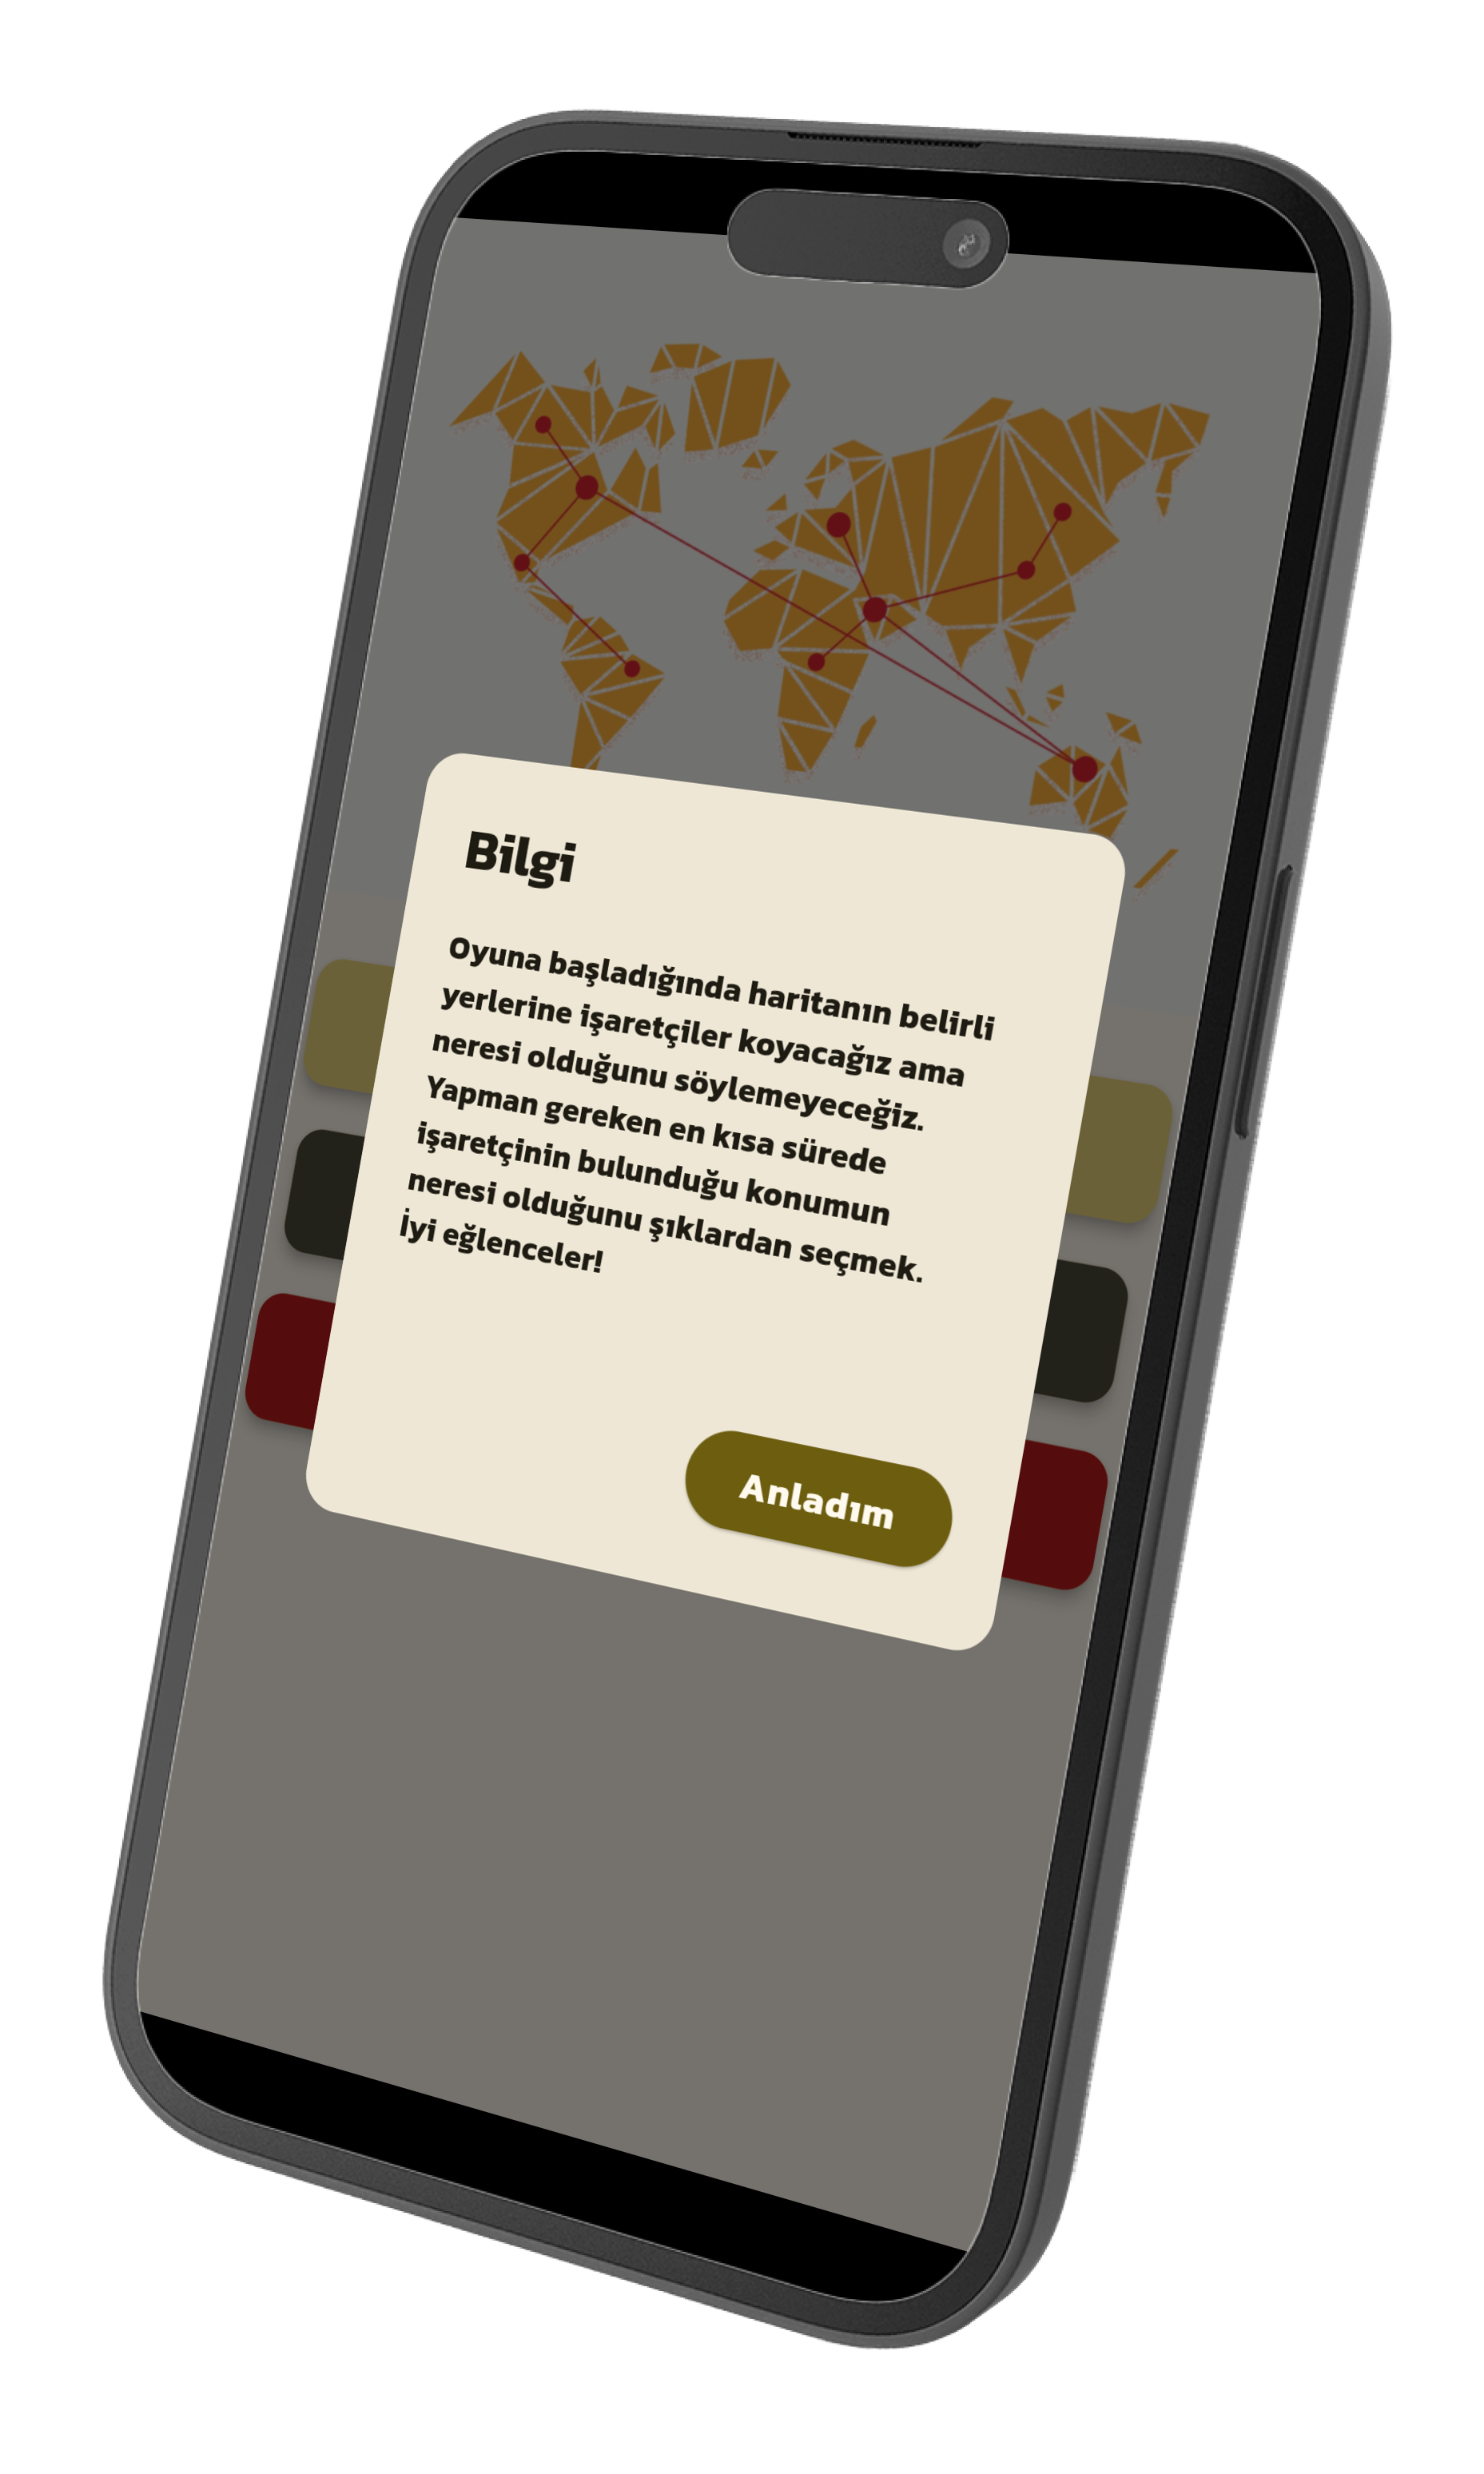 Bilgi
Oyuna başladığında haritanın belirli
yerlerine işaretçiler koyacağız ama
neresi olduğunu söylemeyeceğiz.
Yapman gereken en kısa sürede
işaretçinin bulunduğu konumun
neresi olduğunu şıklardan seçmek.
İyi eğlenceler!
Anladım